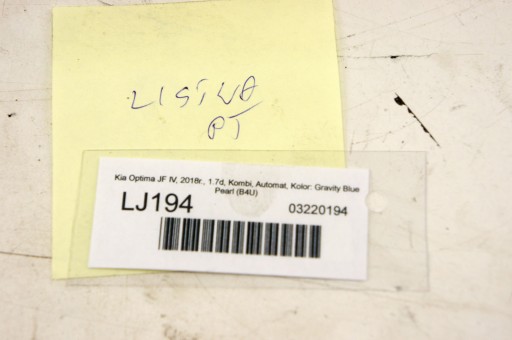 LISTWA
PT
Kia Optima JF IV, 2018r., 1.7d, Kombi, Automat, Kolor: Gravity Blue
Pearl (B4U)
LJ194
03220194